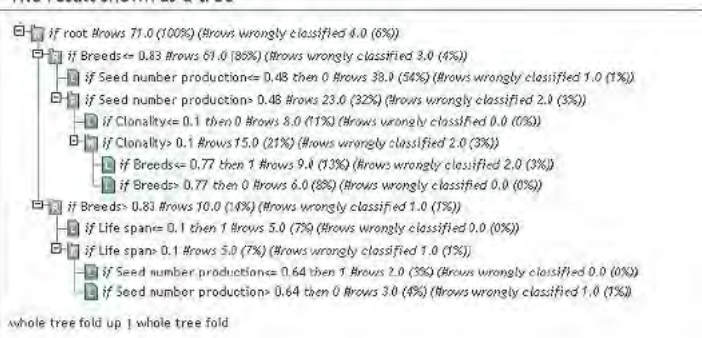 The result shown as a tree
if root #rows 71.0 (100%) (#rows wrongly classified 4.0 (6%))
if Breeds<= 0.83 #rows 61.0 (86%) (#rows wrongly classified 3.0 (4%))
if Seed number production<= 0.48 then 0 #rows 38.0 (54%) (#rows wrongly classified 1.0 (1%))
if Seed number production> 0.48 #rows 23.0 (32%) (#rows wrongly classified 2.0 (3%))
if Clonality<= 0.1 then 0 #rows 8.0 (11%) (#rows wrongly classified 0.0 (0%))
if Clonality> 0.1 #rows 15.0 (21%) (#rows wrongly classified 2.0 (3%))
if Breeds<= 0.77 then 1 #rows 9.0 (13%) (#rows wrongly classified 2.0 (3%))
if Breeds> 0.77 then 0 #rows 6.0 (8%) (#rows wrongly classified 0.0 (0%))
if Breeds> 0.83 #rows 10.0 (14%) (#rows wrongly classified 1.0 (1%))
if Life span<= 0.1 then 1 #rows 5.0 (7%) (#rows wrongly classified 0.0 (0%))
if Life span> 0.1 #rows 5.0 (7%) (#rows wrongly classified 1.0 (1%))
if Seed number production<= 0.64 then 1 #rows 2.0 (3%) (#rows wrongly classified 0.0 (0%))
if Seed number production> 0.64 then 0 #rows 3.0 (4%) (#rows wrongly classified 1.0 (1%))
whole tree fold up | whole tree fold